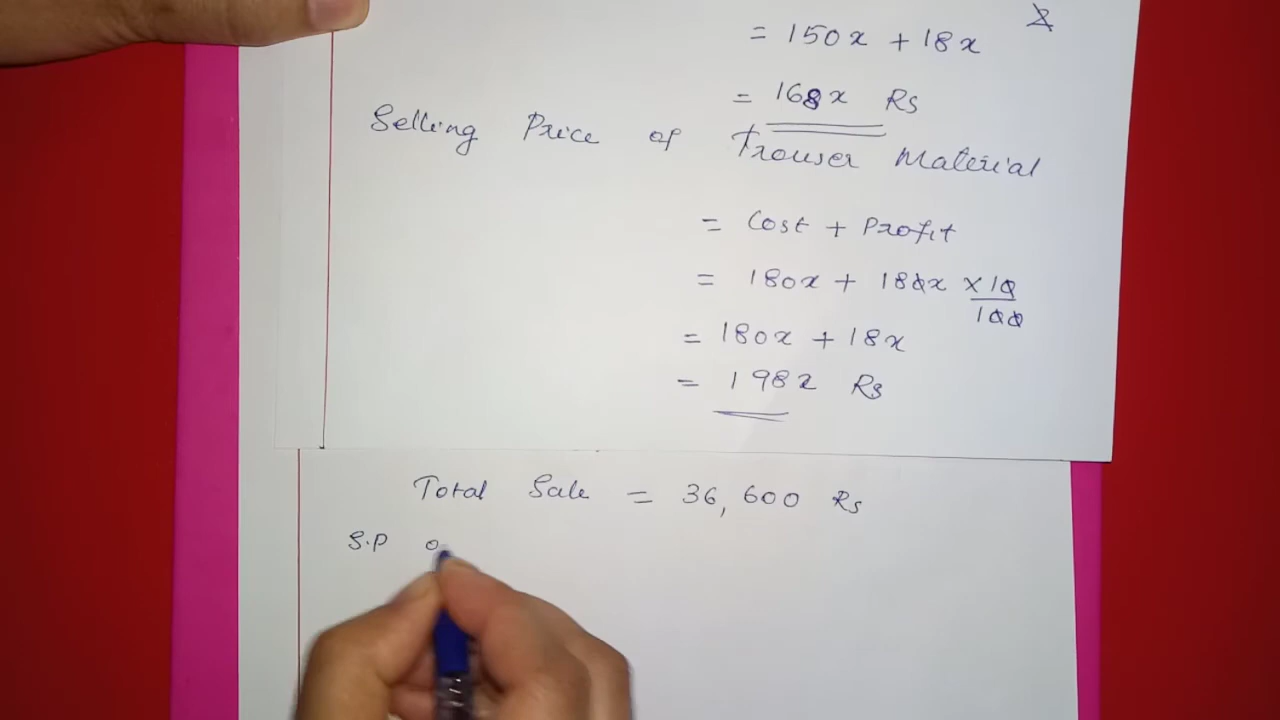 = 150x + 18x
= 168x Rs
Selling Price of Trouser Material
= Cost + Profit
= 180x + 180x × 10/100
= 180x + 18x
= 198x Rs
Total Sale = 36,600 Rs
S.P o